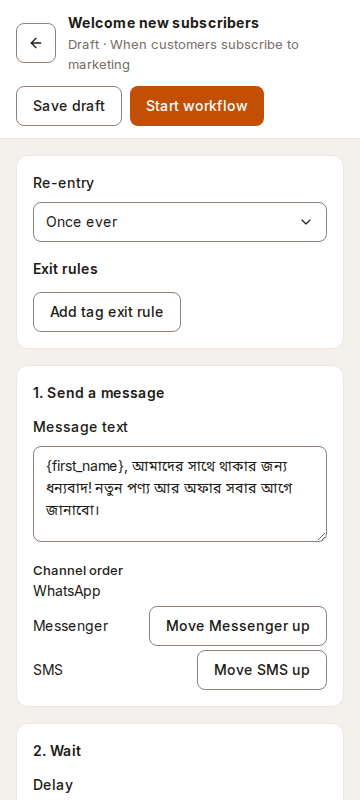 Welcome new subscribers
Draft · When customers subscribe to
marketing
Save draft
Start workflow
Re-entry
Once ever
Exit rules
Add tag exit rule
1. Send a message
Message text
{first_name}, আমাদের সাথে থাকার জন্য
ধন্যবাদ! নতুন পণ্য আর অফার সবার আগে
জানাবো।
Channel order
WhatsApp
Messenger
Move Messenger up
SMS
Move SMS up
2. Wait
Delay